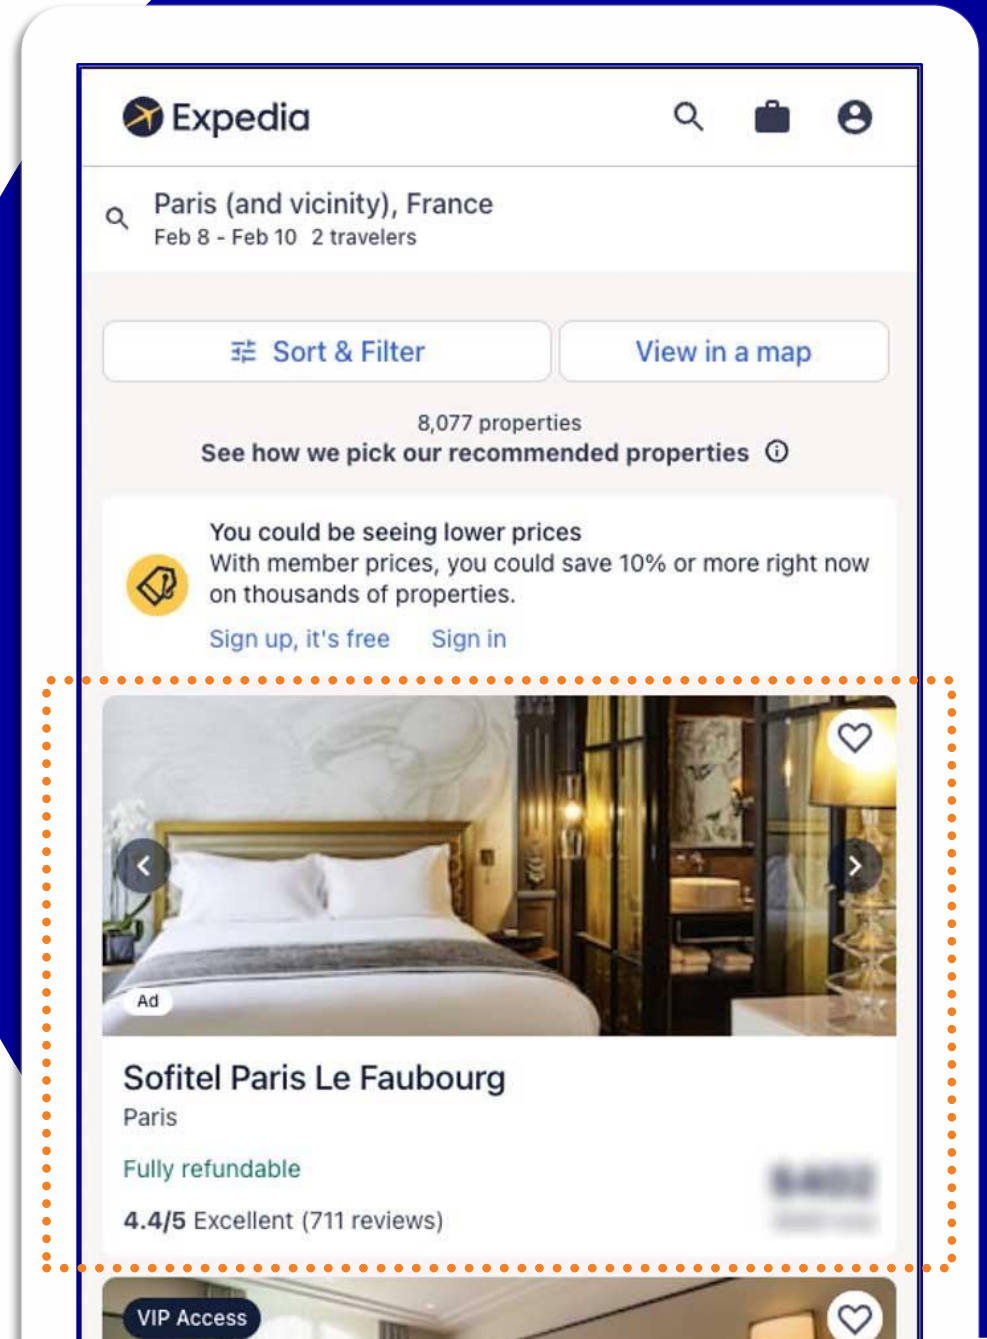 Expedia
Paris (and vicinity), France
Feb 8 - Feb 10 2 travelers
Sort & Filter
View in a map
8,077 properties
See how we pick our recommended properties
You could be seeing lower prices
With member prices, you could save 10% or more right now
on thousands of properties.
Sign up, it's free Sign in
Ad
Sofitel Paris Le Faubourg
Paris
Fully refundable
4.4/5 Excellent (711 reviews)
VIP Access